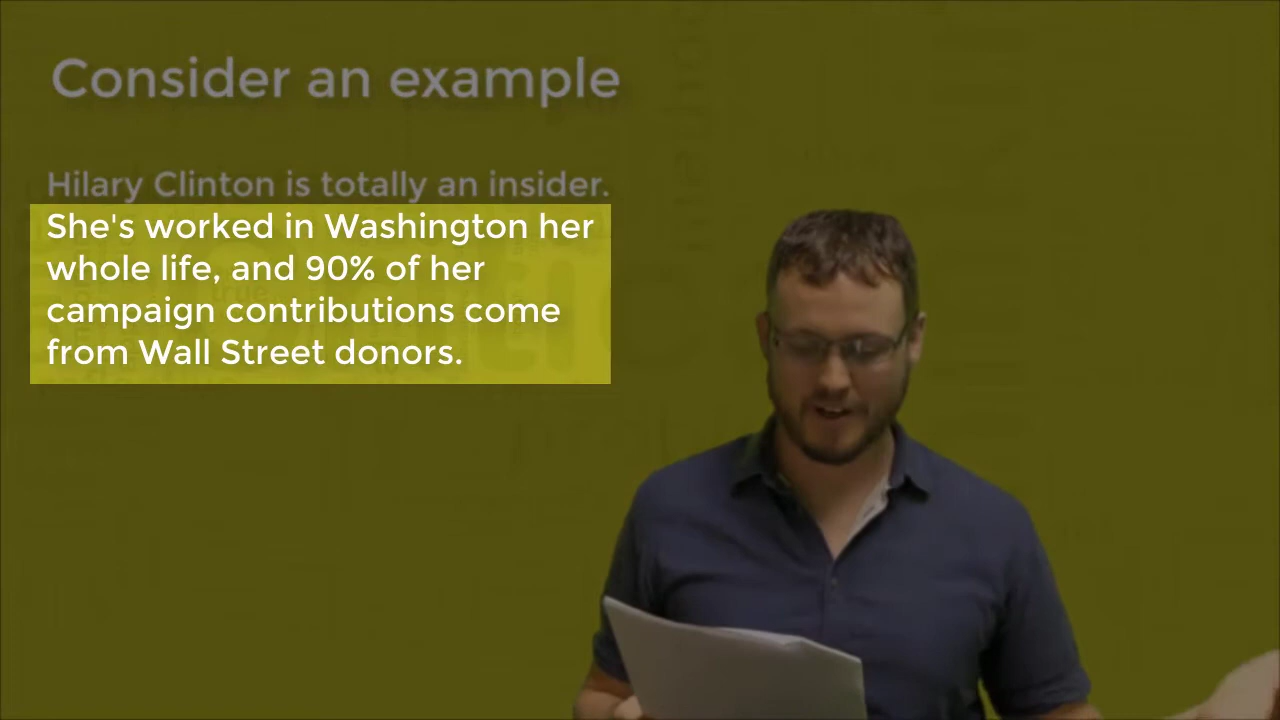 Consider an example
Hilary Clinton is totally an insider.
She's worked in Washington her
whole life, and 90% of her
campaign contributions come
from Wall Street donors.